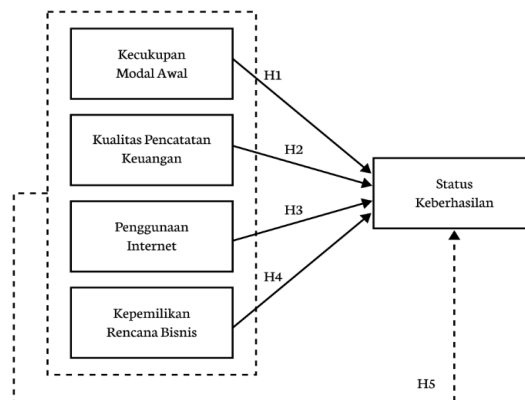 Kecukupan
Modal Awal
H1
Kualitas Pencatatan
Keuangan
H2
Status
Keberhasilan
Penggunaan
Internet
H3
H4
Kepemilikan
Rencana Bisnis
H5